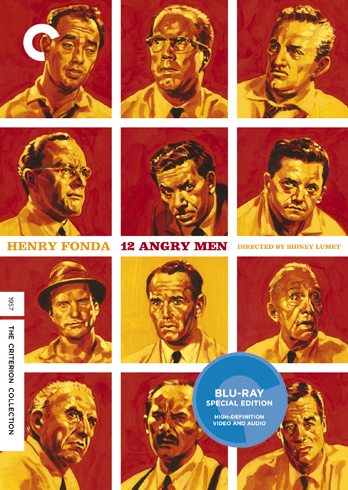 HENRY FONDA 12 ANGRY MEN DIRECTED BY SIDNEY LUMET
1957
THE CRITERION COLLECTION
BLU-RAY
SPECIAL EDITION
HIGH-DEFINITION
VIDEO AND AUDIO